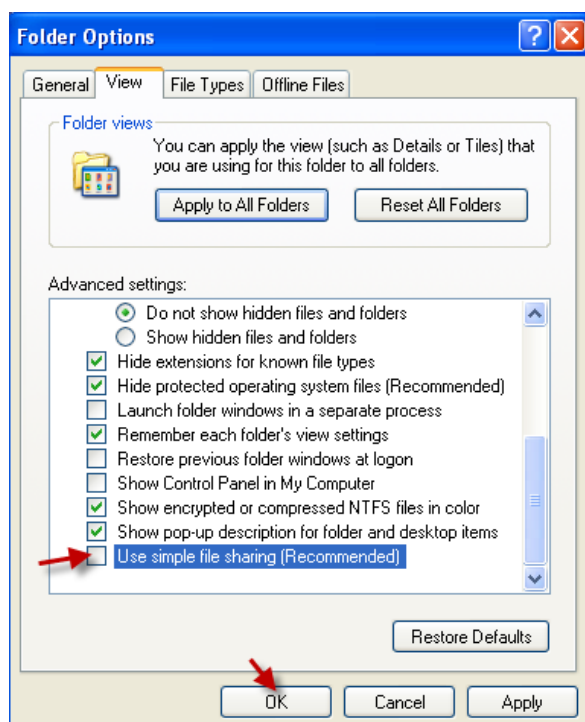 Folder Options
General View File Types Offline Files
Folder views
You can apply the view (such as Details or Tiles) that
you are using for this folder to all folders.
Apply to All Folders Reset All Folders
Advanced settings:
Do not show hidden files and folders
Show hidden files and folders
Hide extensions for known file types
Hide protected operating system files (Recommended)
Launch folder windows in a separate process
Remember each folder's view settings
Restore previous folder windows at logon
Show Control Panel in My Computer
Show encrypted or compressed NTFS files in color
Show pop-up description for folder and desktop items
Use simple file sharing (Recommended)
Restore Defaults
OK Cancel Apply